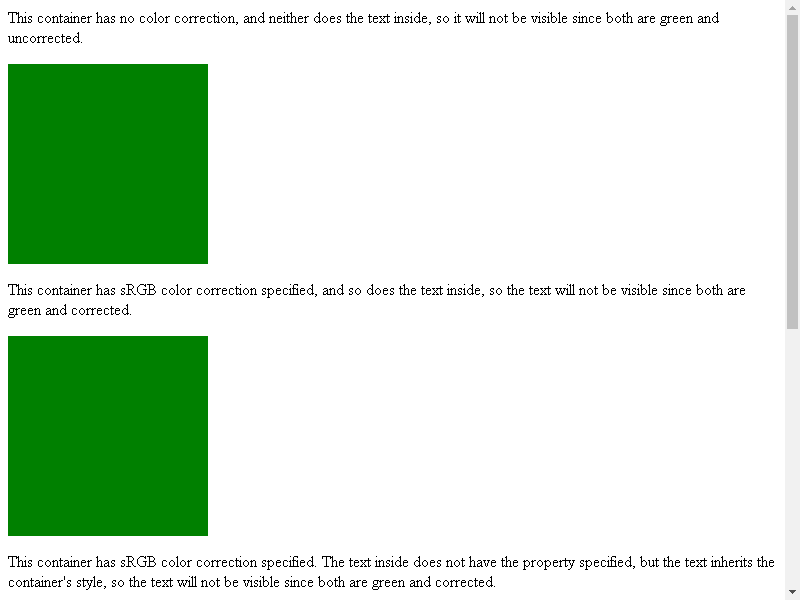 This container has no color correction, and neither does the text inside, so it will not be visible since both are green and
uncorrected.
This container has sRGB color correction specified, and so does the text inside, so the text will not be visible since both are
green and corrected.
This container has sRGB color correction specified. The text inside does not have the property specified, but the text inherits the
container's style, so the text will not be visible since both are green and corrected.